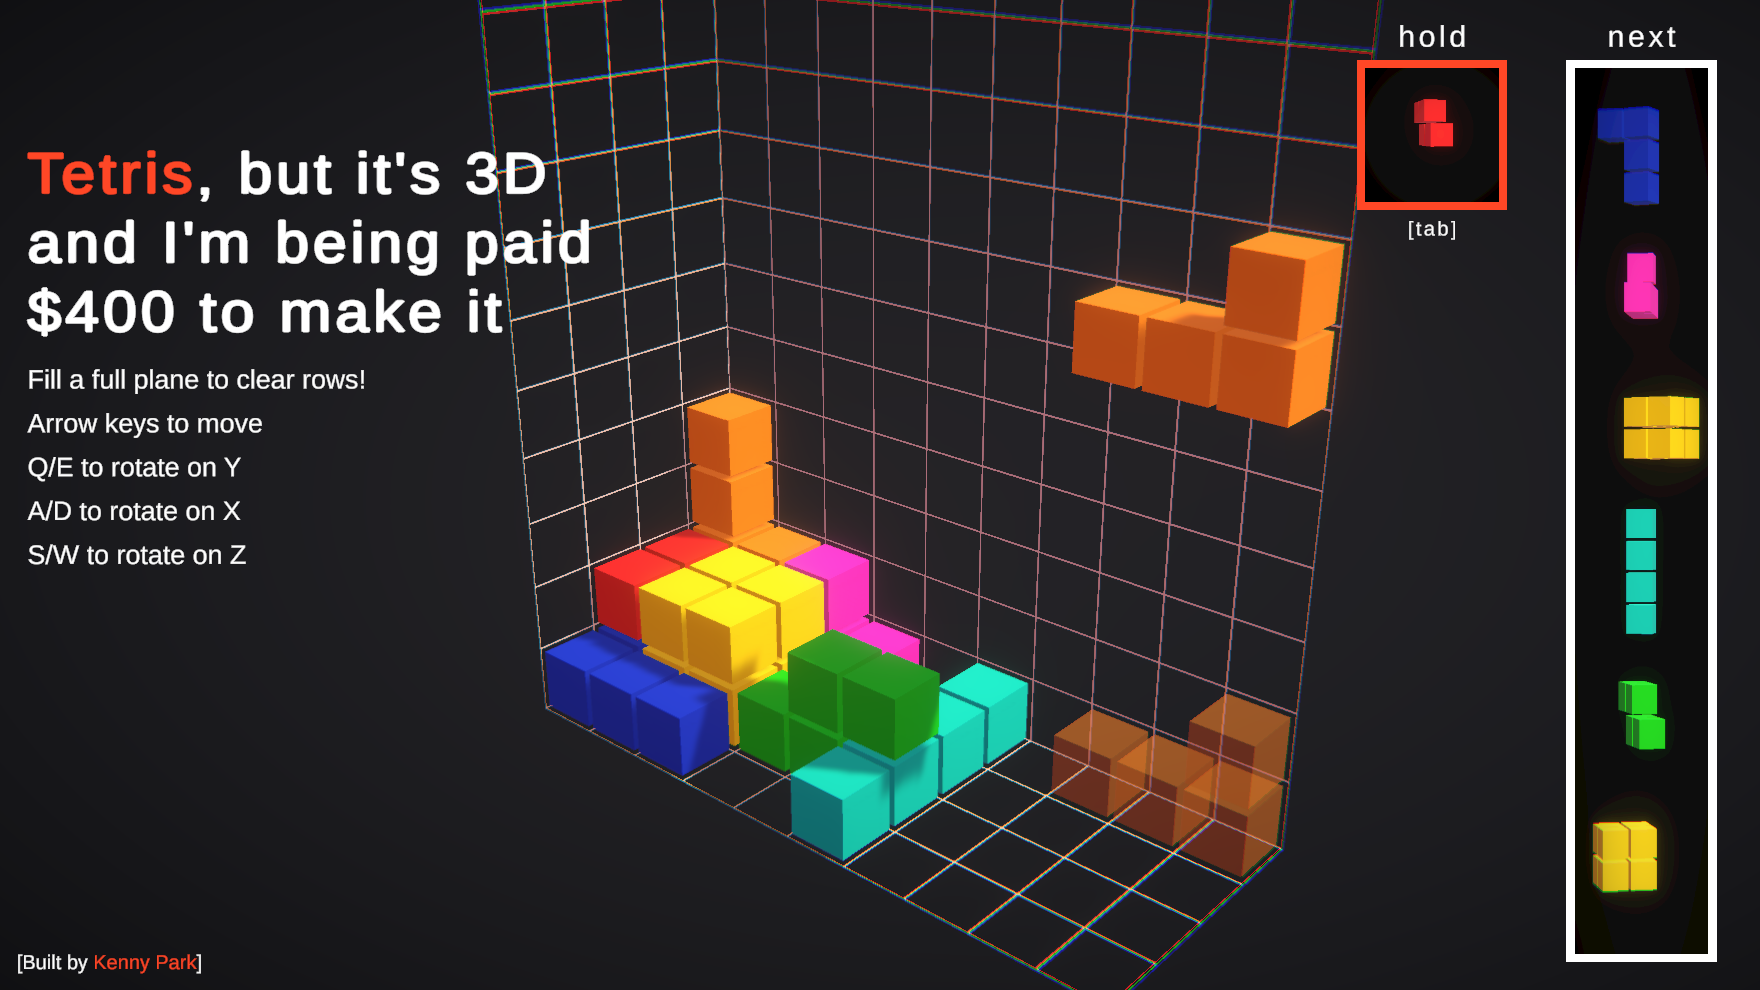 Tetris, but it's 3D
and I'm being paid
$400 to make it
Fill a full plane to clear rows!
Arrow keys to move
Q/E to rotate on Y
A/D to rotate on X
S/W to rotate on Z
[Built by Kenny Park]
hold
[tab]
next